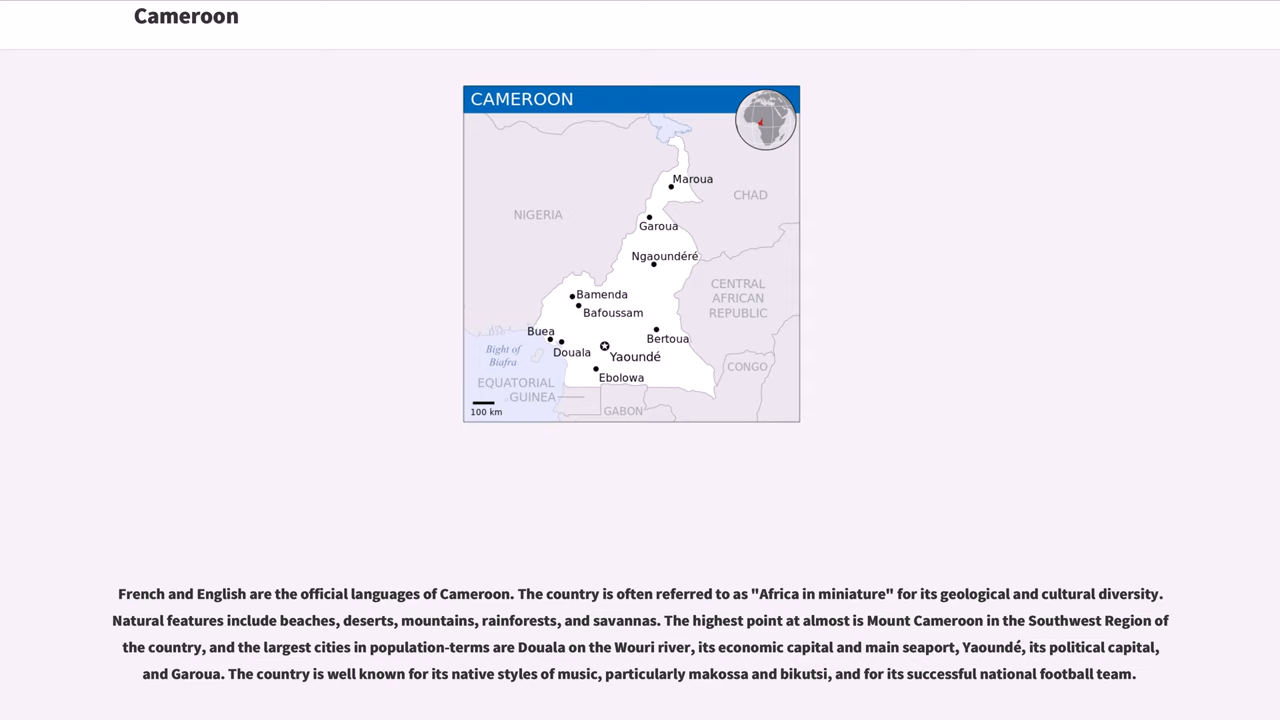 Cameroon
CAMEROON
Maroua
CHAD
NIGERIA
Garoua
Ngaoundéré
CENTRAL
AFRICAN
REPUBLIC
Bamenda
Bafoussam
Buea
Bertoua
Douala
Yaoundé
Bight of
Biafra
CONGO
Ebolowa
EQUATORIAL
GUINEA
GABON
100 km
French and English are the official languages of Cameroon. The country is often referred to as "Africa in miniature" for its geological and cultural diversity.
Natural features include beaches, deserts, mountains, rainforests, and savannas. The highest point at almost is Mount Cameroon in the Southwest Region of
the country, and the largest cities in population-terms are Douala on the Wouri river, its economic capital and main seaport, Yaoundé, its political capital,
and Garoua. The country is well known for its native styles of music, particularly makossa and bikutsi, and for its successful national football team.